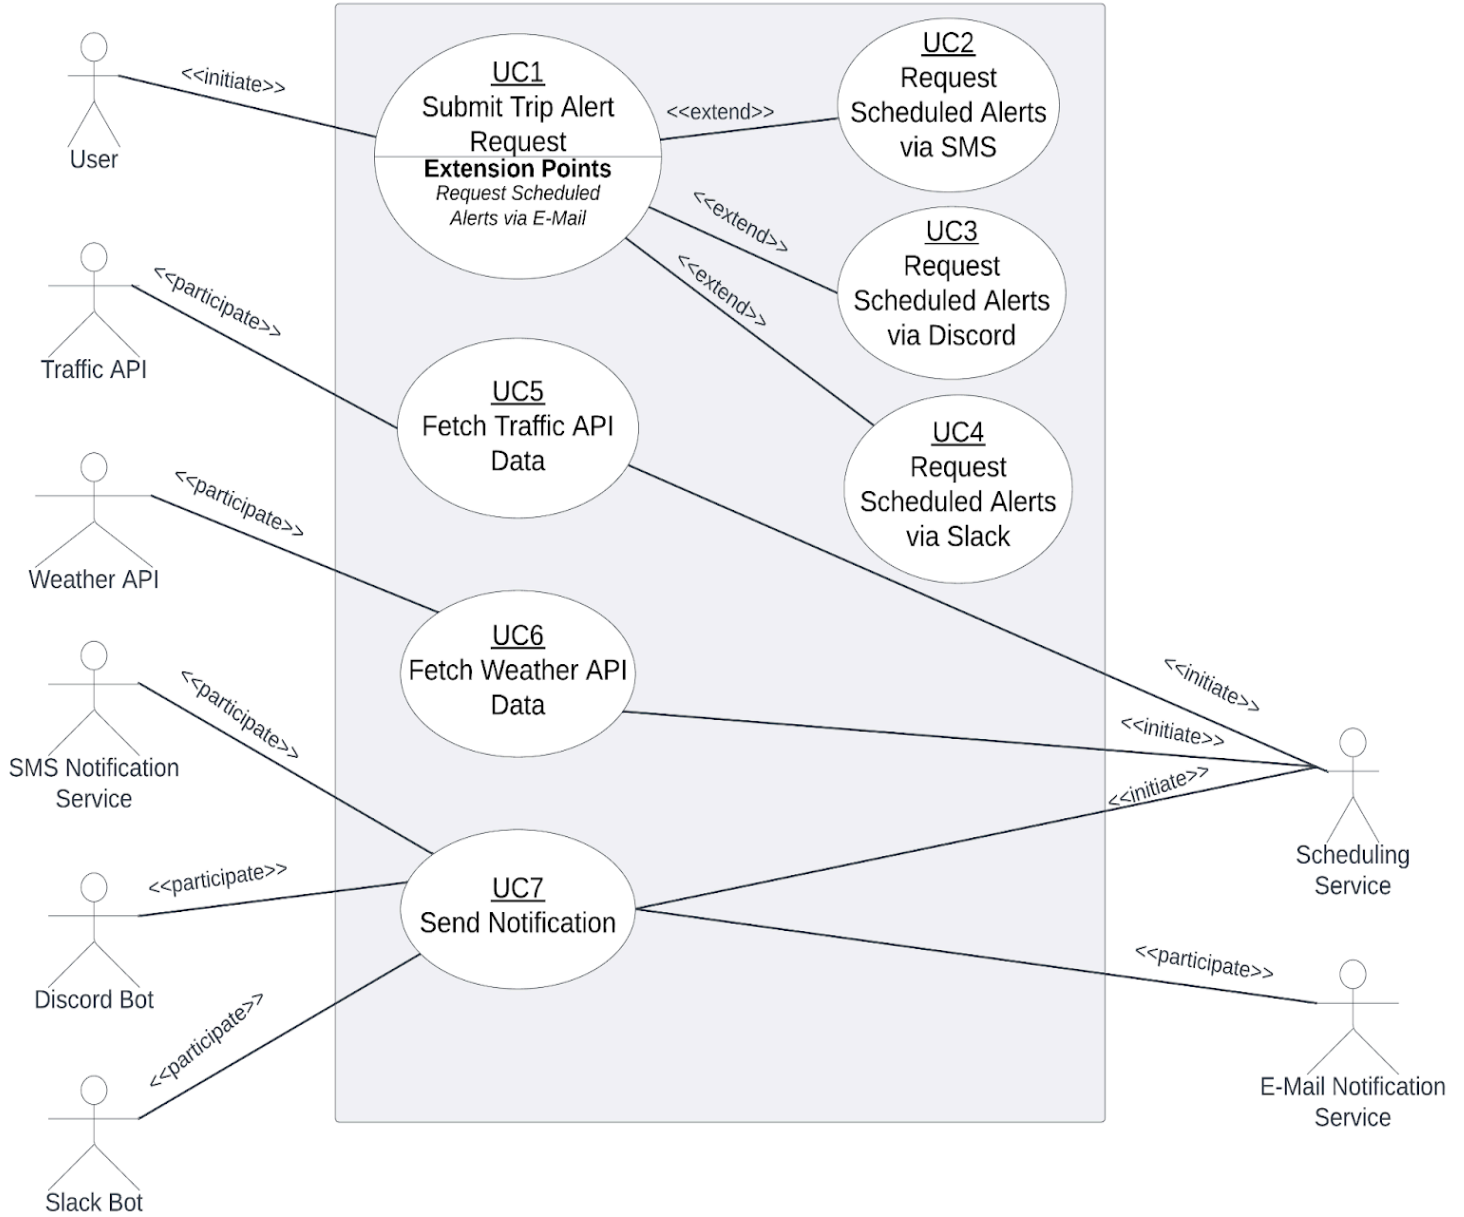 <<initiate>>
User
UC1
Submit Trip Alert
Request
Extension Points
Request Scheduled
Alerts via E-Mail
<<extend>>
UC2
Request
Scheduled Alerts
via SMS
<<extend>>
UC3
Request
Scheduled Alerts
via Discord
<<extend>>
UC4
Request
Scheduled Alerts
via Slack
<<participate>>
Traffic API
UC5
Fetch Traffic API
Data
<<participate>>
Weather API
UC6
Fetch Weather API
Data
<<initiate>>
<<initiate>>
<<initiate>>
Scheduling
Service
<<participate>>
SMS Notification
Service
<<participate>>
Discord Bot
UC7
Send Notification
<<participate>>
E-Mail Notification
Service
<<participate>>
Slack Bot